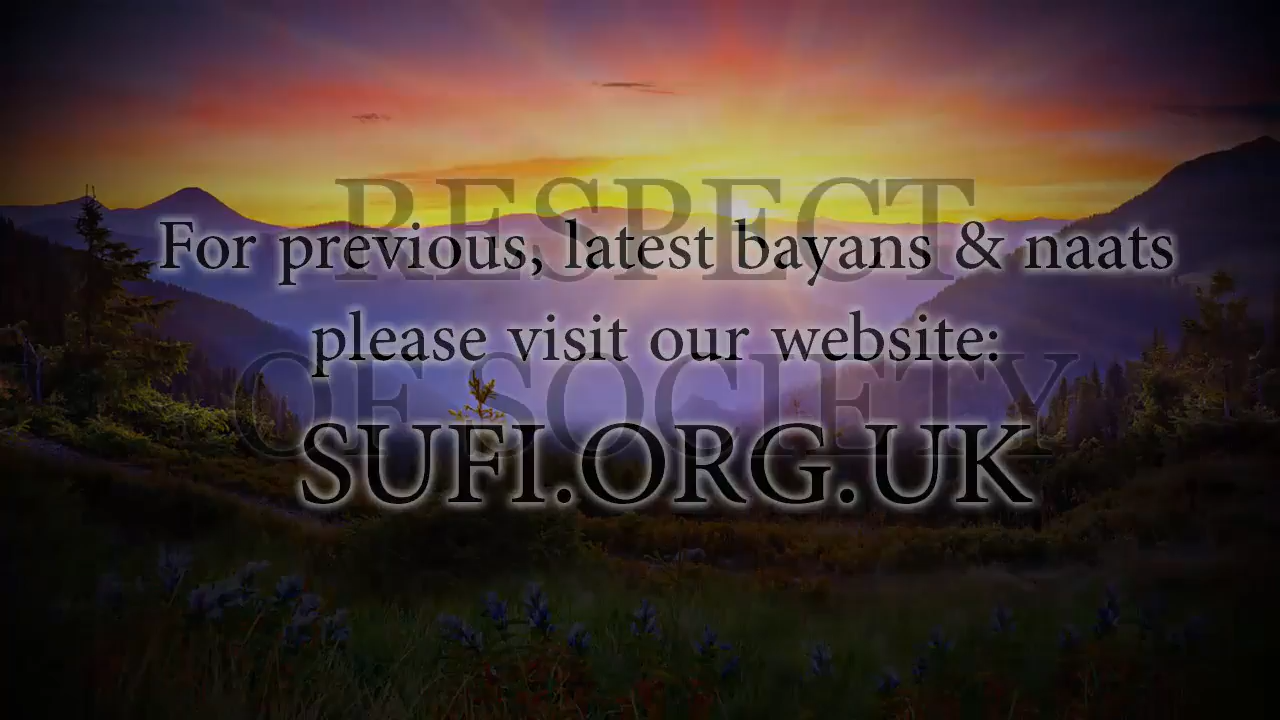 RESPECT
For previous, latest bayans & naats
please visit our website:
OF SOCIETY
SUFI.ORG.UK